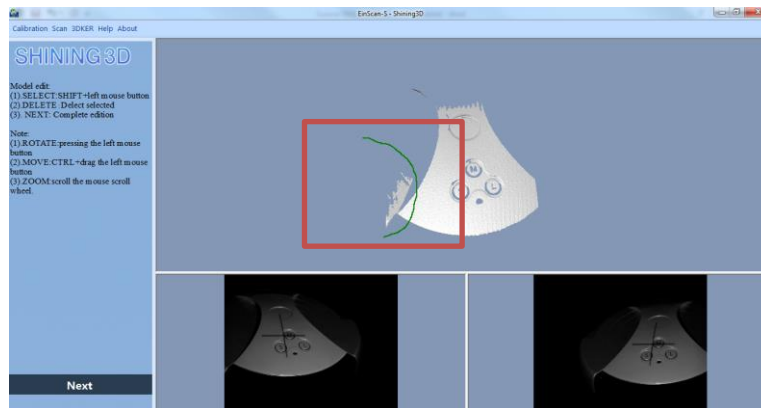 EinScan-S - Shining3D
Calibration Scan 3DKER Help About
SHINING 3D
Model edit:
(1).SELECT:SHIFT+left mouse button
(2).DELETE :Delect selected
(3). NEXT: Complete edition
Note:
(1).ROTATE:pressing the left mouse
button
(2).MOVE:CTRL+drag the left mouse
button
(3).ZOOM:scroll the mouse scroll
wheel.
M
L
Next